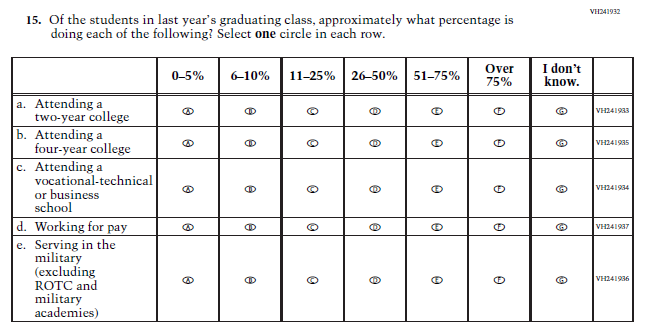 VH241932
15. Of the students in last year's graduating class, approximately what percentage is
doing each of the following? Select one circle in each row.
0–5% 6–10% 11–25% 26–50% 51–75% Over 75% I don't know.
a. Attending a
two-year college A B C D E F G VH241933
b. Attending a
four-year college A B C D E F G VH241935
c. Attending a
vocational-technical
or business
school A B C D E F G VH241934
d. Working for pay A B C D E F G VH241937
e. Serving in the
military
(excluding
ROTC and
military
academies) A B C D E F G VH241936